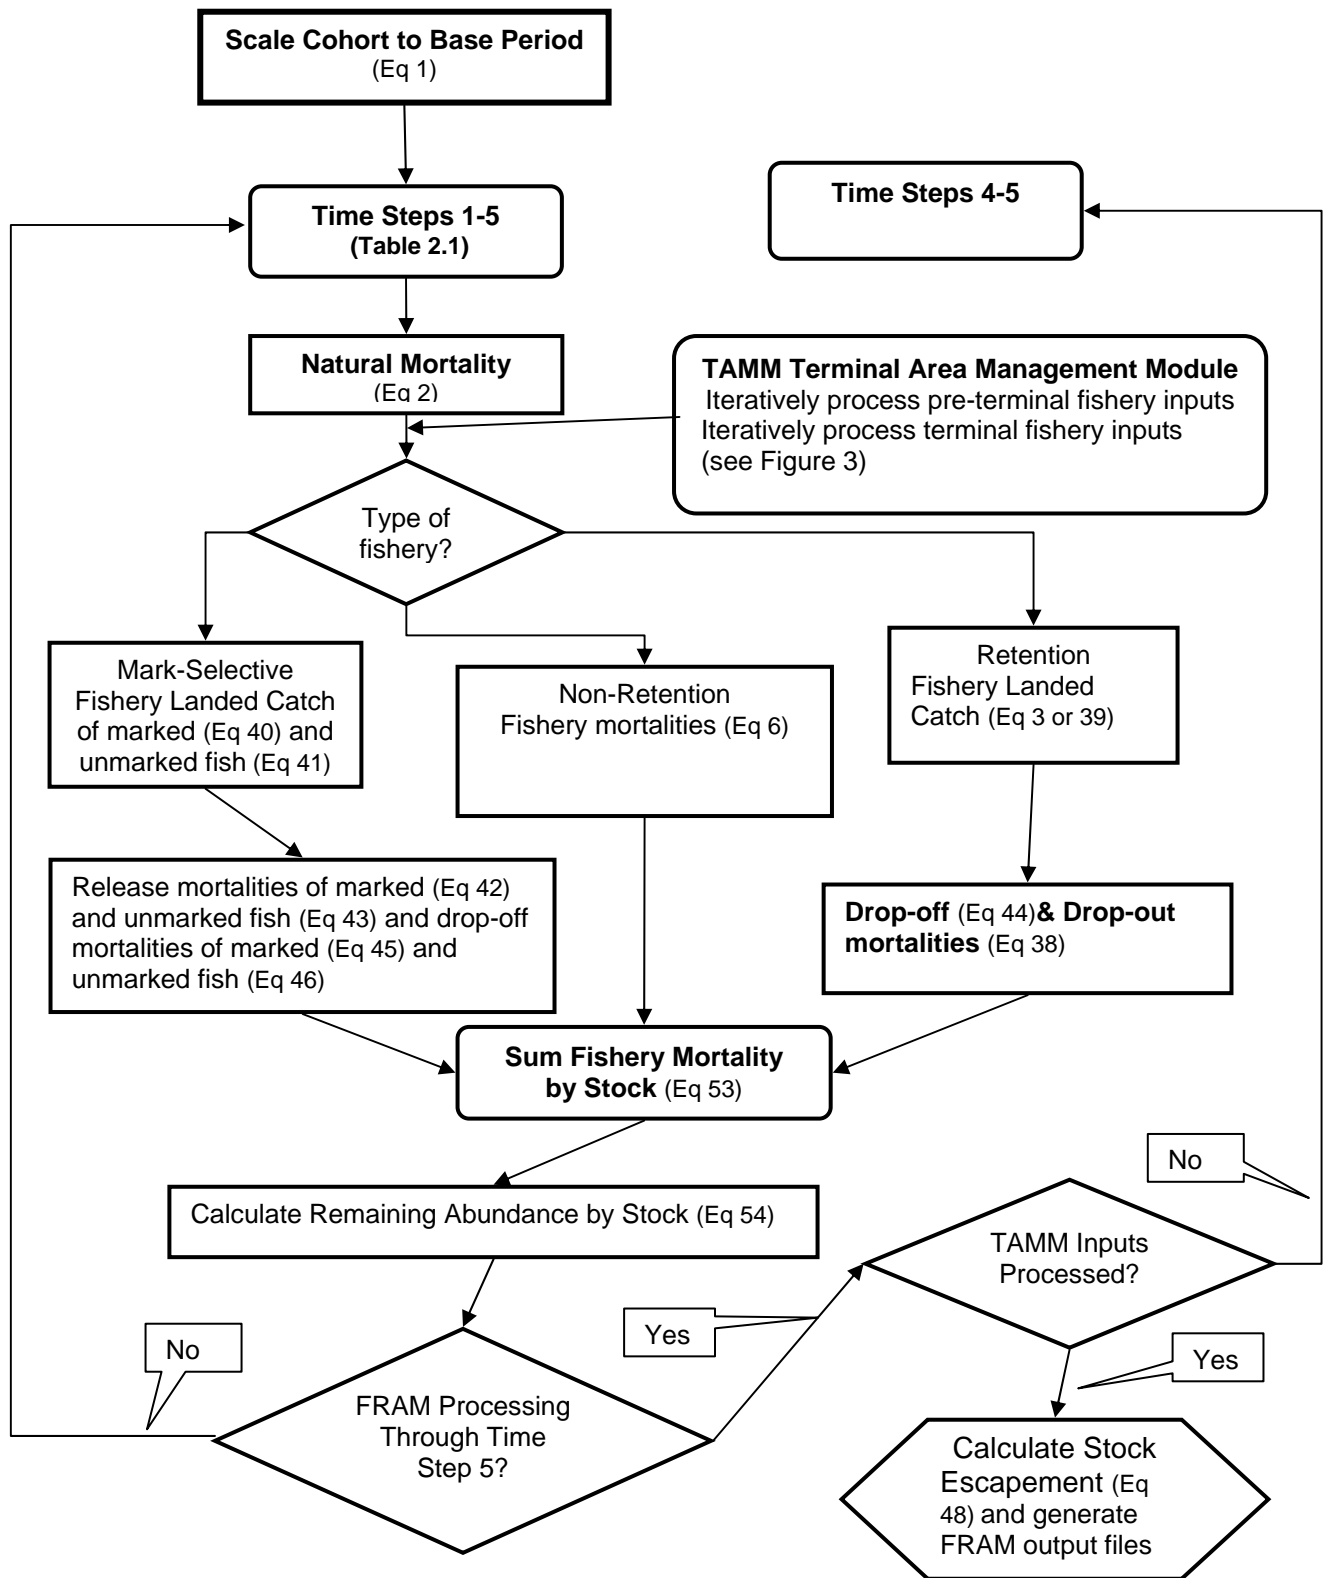 Scale Cohort to Base Period
(Eq 1)
Time Steps 1-5
(Table 2.1)
Time Steps 4-5
Natural Mortality
(Eq 2)
TAMM Terminal Area Management Module
Iteratively process pre-terminal fishery inputs
Iteratively process terminal fishery inputs
(see Figure 3)
Type of
fishery?
Mark-Selective
Fishery Landed Catch
of marked (Eq 40) and
unmarked fish (Eq 41)
Non-Retention
Fishery mortalities (Eq 6)
Retention
Fishery Landed
Catch (Eq 3 or 39)
Release mortalities of marked (Eq 42)
and unmarked fish (Eq 43) and drop-off
mortalities of marked (Eq 45) and
unmarked fish (Eq 46)
Drop-off (Eq 44)& Drop-out
mortalities (Eq 38)
Sum Fishery Mortality
by Stock (Eq 53)
Calculate Remaining Abundance by Stock (Eq 54)
No
TAMM Inputs
Processed?
Yes
No
Yes
FRAM Processing
Through Time
Step 5?
Calculate Stock
Escapement (Eq
48) and generate
FRAM output files